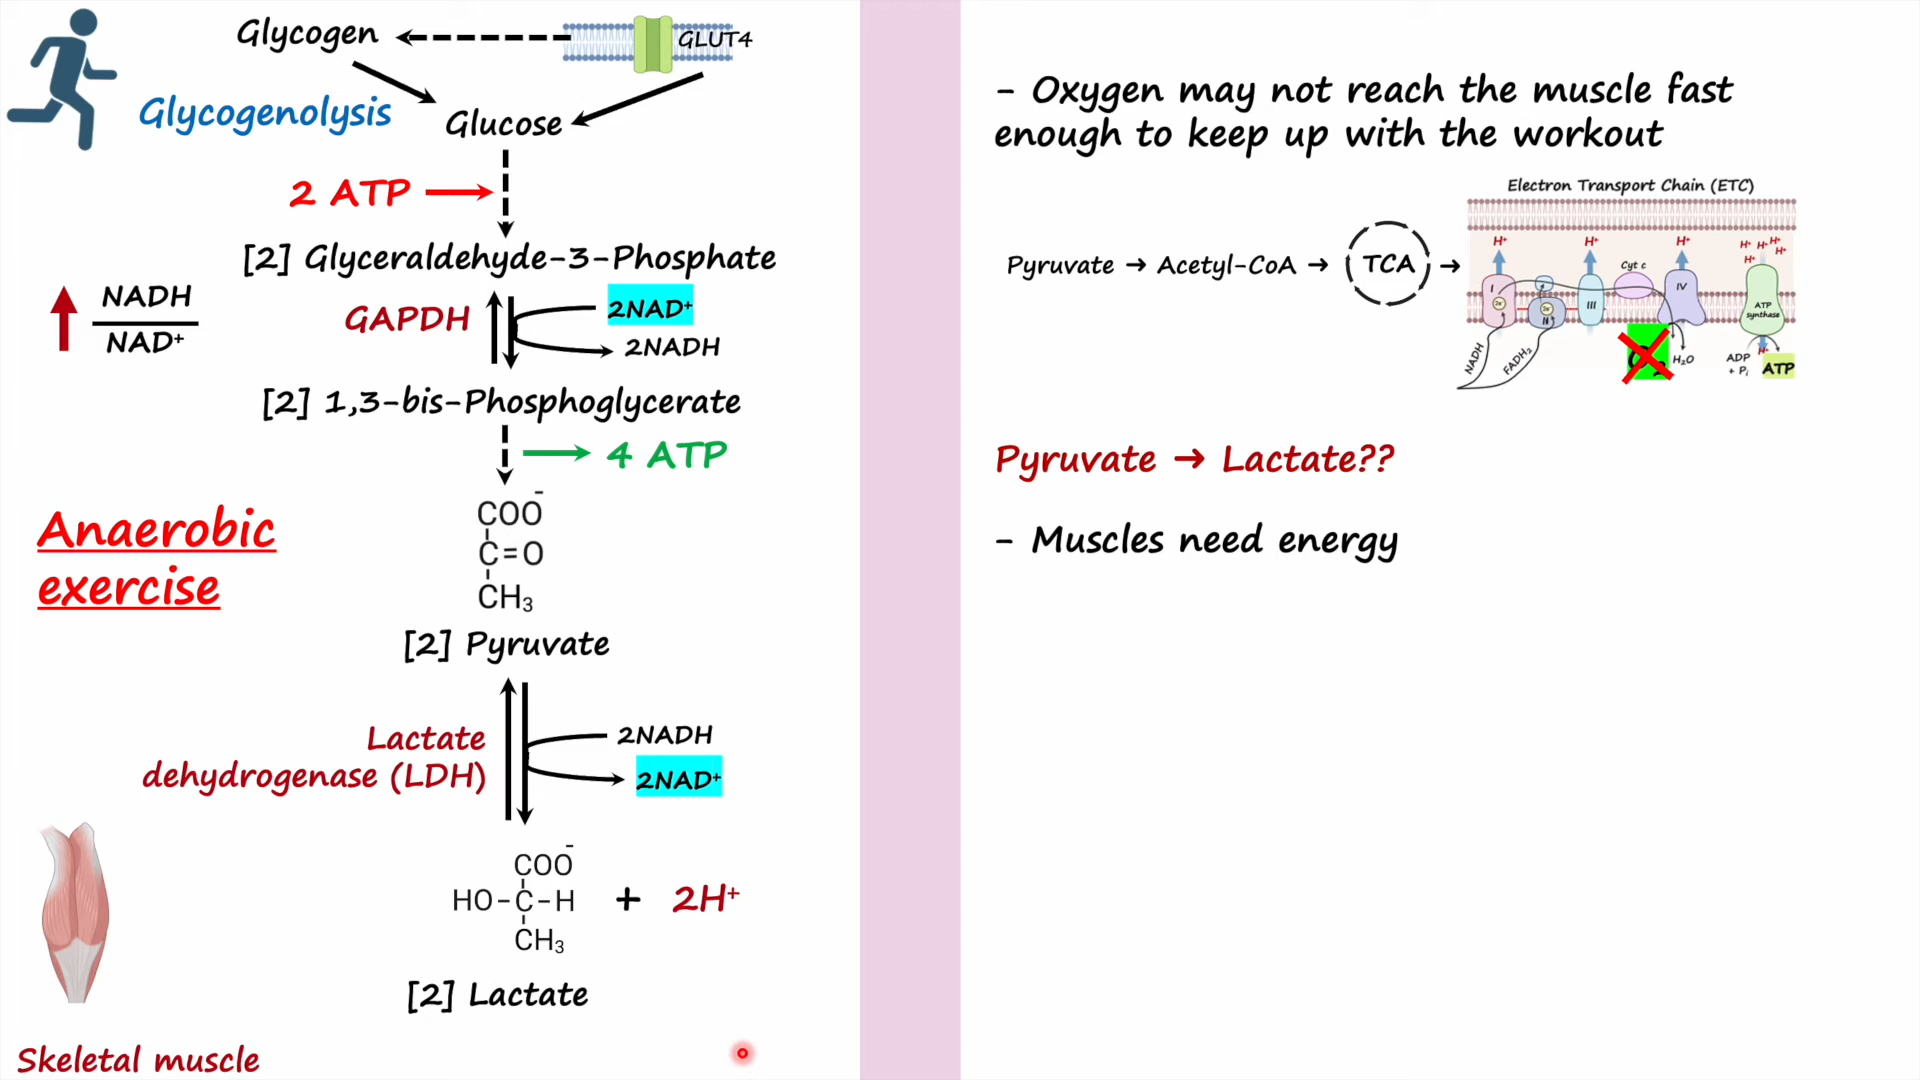 Glycogen
GLUT4
Glycogenolysis
Glucose
2 ATP
[2] Glyceraldehyde-3-Phosphate
NADH
NAD⁺
GAPDH
2NAD⁺
2NADH
[2] 1,3-bis-Phosphoglycerate
4 ATP
Anaerobic
exercise
COO⁻
C=O
CH₃
[2] Pyruvate
Lactate
dehydrogenase (LDH)
2NADH
2NAD⁺
COO⁻
HO-C-H + 2H⁺
CH₃
[2] Lactate
Skeletal muscle
- Oxygen may not reach the muscle fast
enough to keep up with the workout
Electron Transport Chain (ETC)
Pyruvate → Acetyl-CoA → TCA →
H⁺ H⁺ H⁺ H⁺ H⁺ H⁺ H⁺ H⁺
Cyt c
I
II
III
IV
2e⁻
2e⁻
ATP
synthase
NADH
FADH₂
O₂
H₂O
ADP
+ Pᵢ
H⁺
ATP
Pyruvate → Lactate??
- Muscles need energy